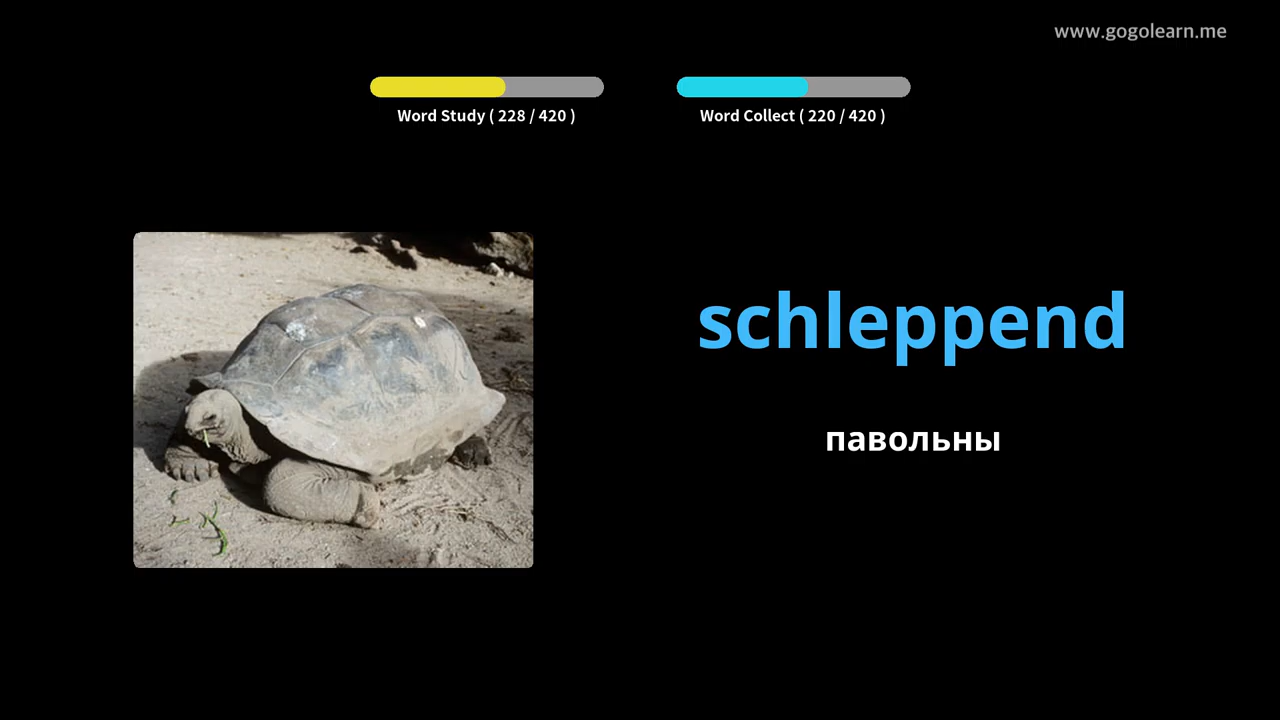 www.gogolearn.me
Word Study ( 228 / 420 )
Word Collect ( 220 / 420 )
schleppend
павольны